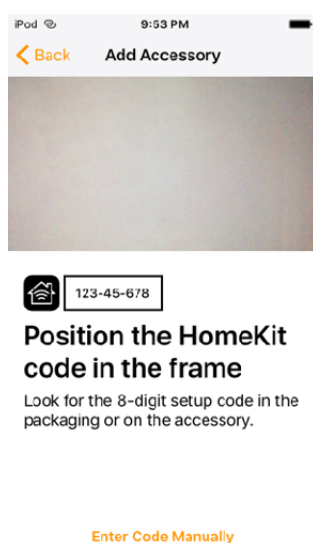 iPod 9:53 PM
Back Add Accessory
123-45-678
Position the HomeKit
code in the frame
Look for the 8-digit setup code in the
packaging or on the accessory.
Enter Code Manually